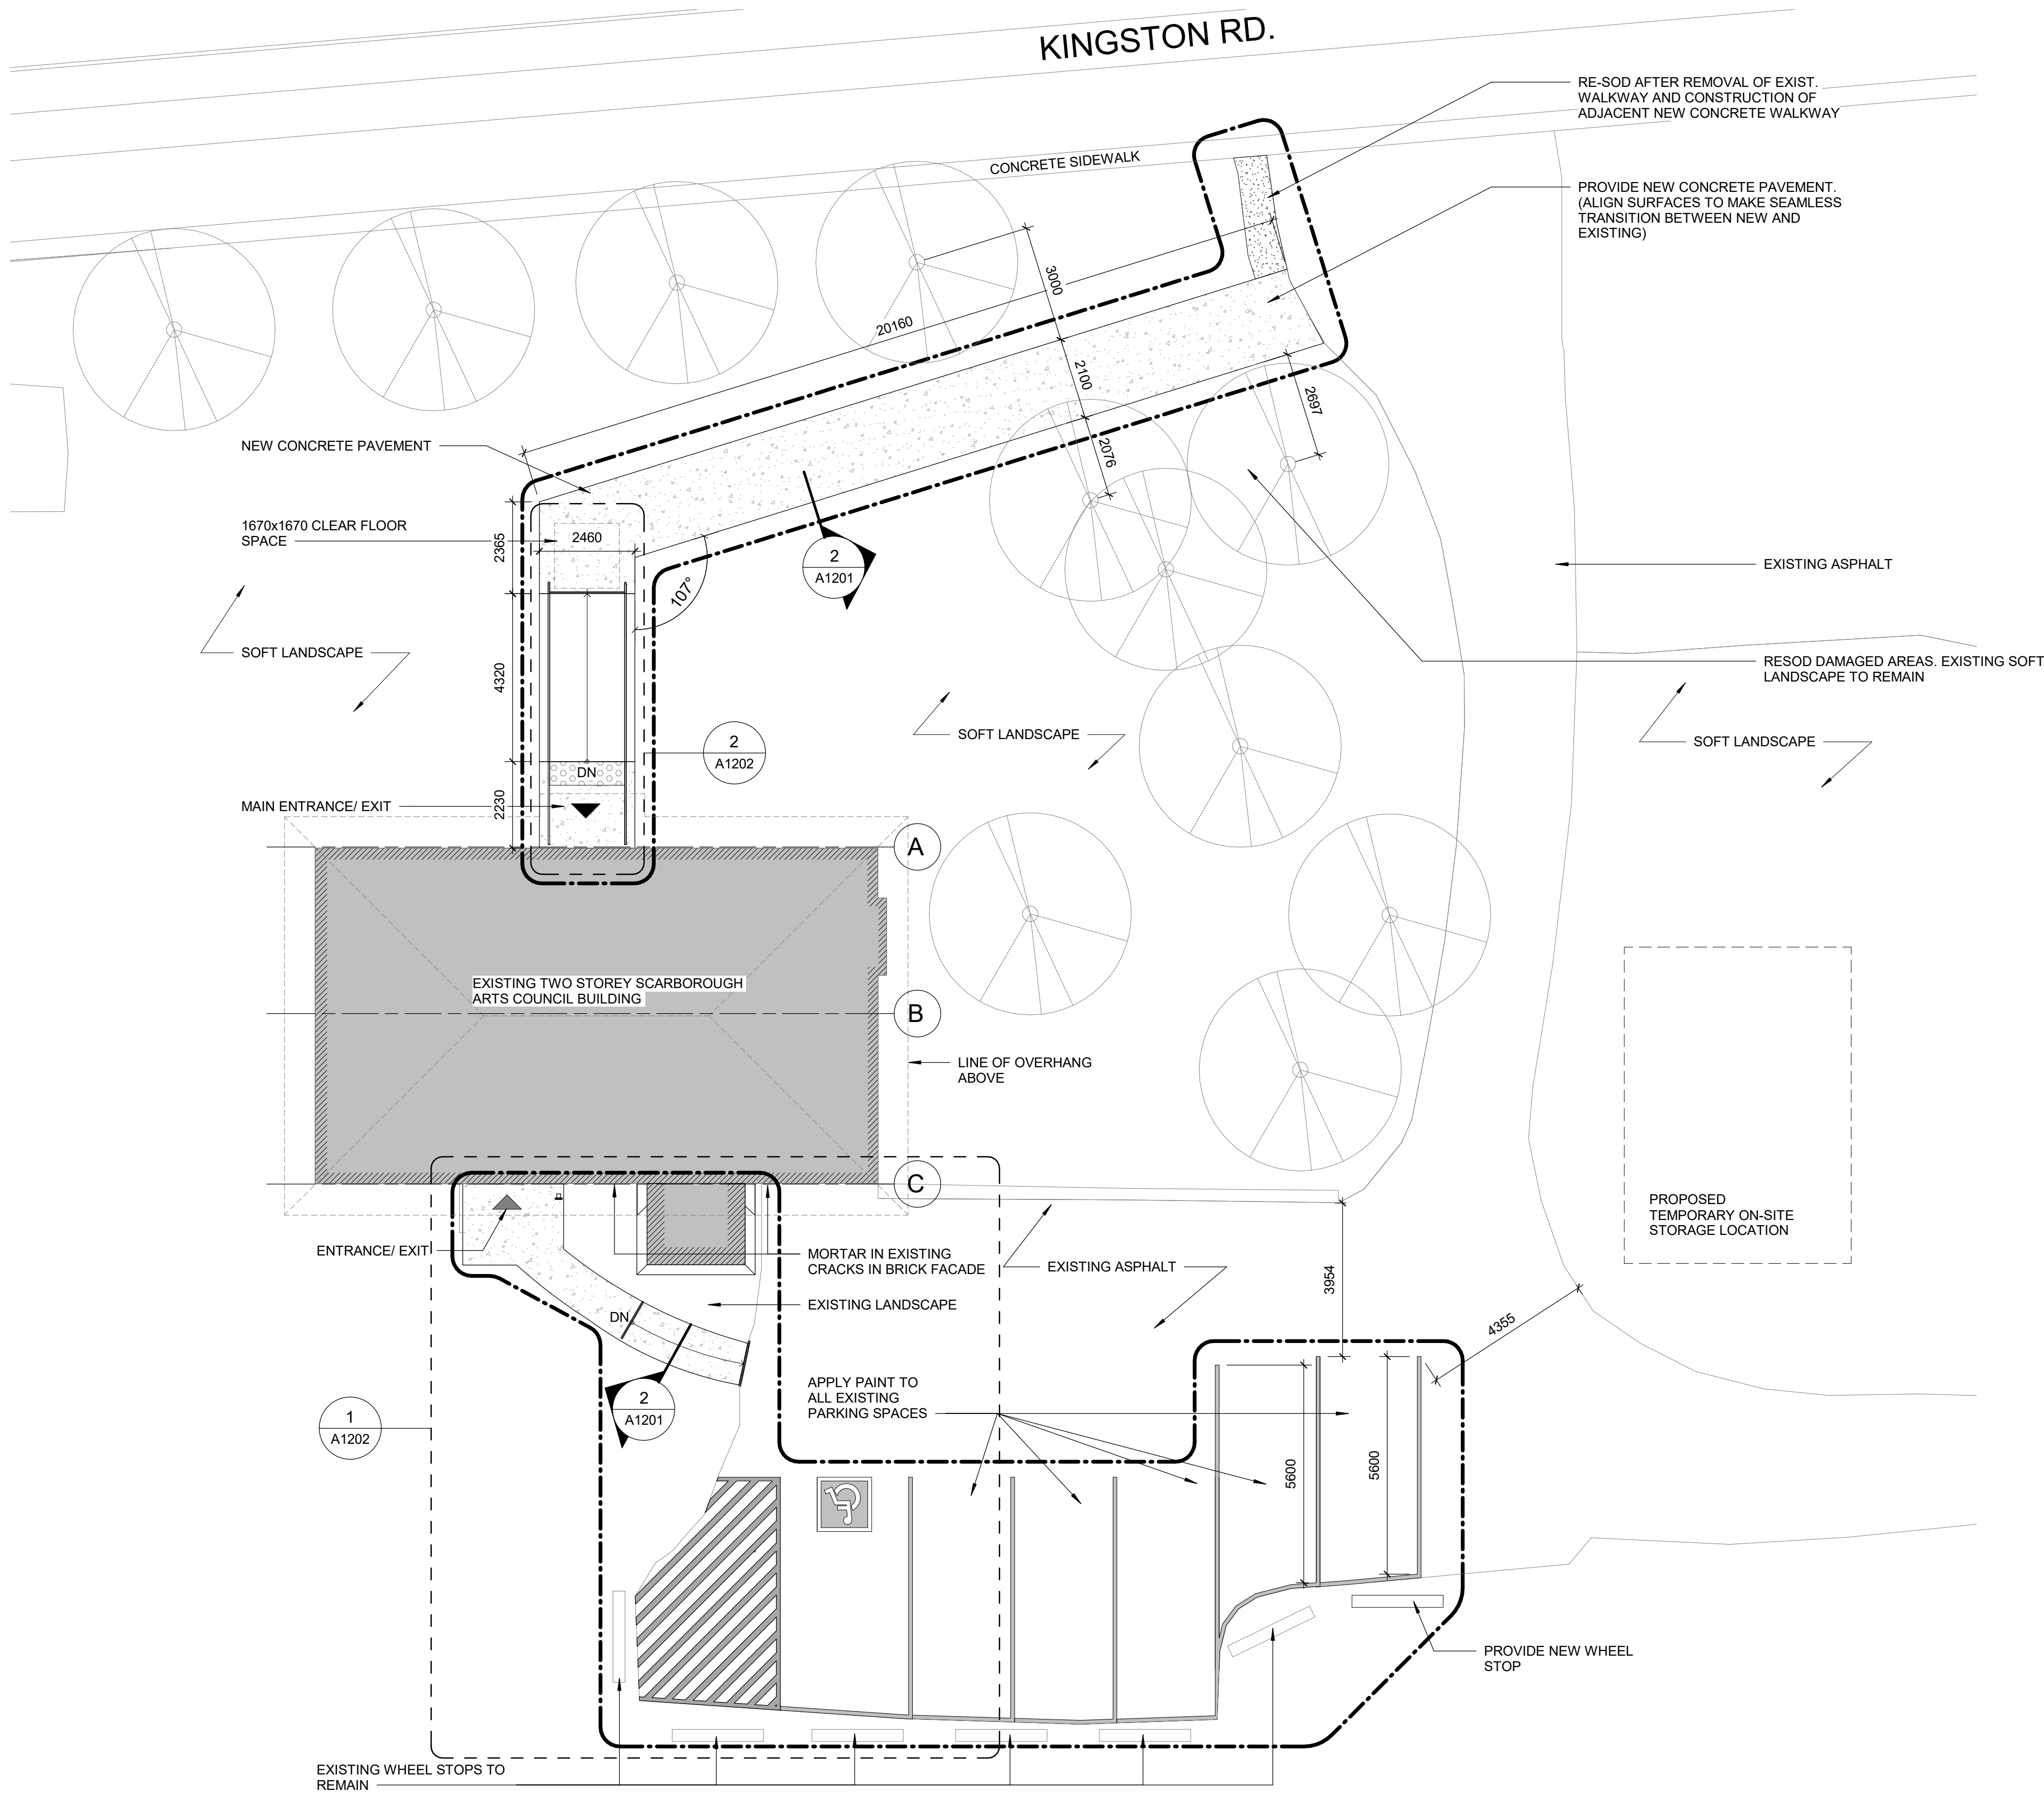 KINGSTON RD.
RE-SOD AFTER REMOVAL OF EXIST.
WALKWAY AND CONSTRUCTION OF
ADJACENT NEW CONCRETE WALKWAY
CONCRETE SIDEWALK
PROVIDE NEW CONCRETE PAVEMENT.
(ALIGN SURFACES TO MAKE SEAMLESS
TRANSITION BETWEEN NEW AND
EXISTING)
3000
20160
2100
2697
2076
NEW CONCRETE PAVEMENT
1670x1670 CLEAR FLOOR
SPACE
2365
2460
107°
2
A1201
EXISTING ASPHALT
SOFT LANDSCAPE
4320
RESOD DAMAGED AREAS. EXISTING SOFT
LANDSCAPE TO REMAIN
SOFT LANDSCAPE
SOFT LANDSCAPE
2
A1202
DN
MAIN ENTRANCE/ EXIT
2230
A
EXISTING TWO STOREY SCARBOROUGH
ARTS COUNCIL BUILDING
B
LINE OF OVERHANG
ABOVE
C
PROPOSED
TEMPORARY ON-SITE
STORAGE LOCATION
ENTRANCE/ EXIT
MORTAR IN EXISTING
CRACKS IN BRICK FACADE
EXISTING ASPHALT
3954
EXISTING LANDSCAPE
DN
4355
APPLY PAINT TO
ALL EXISTING
PARKING SPACES
2
A1201
1
A1202
5600
5600
PROVIDE NEW WHEEL
STOP
EXISTING WHEEL STOPS TO
REMAIN